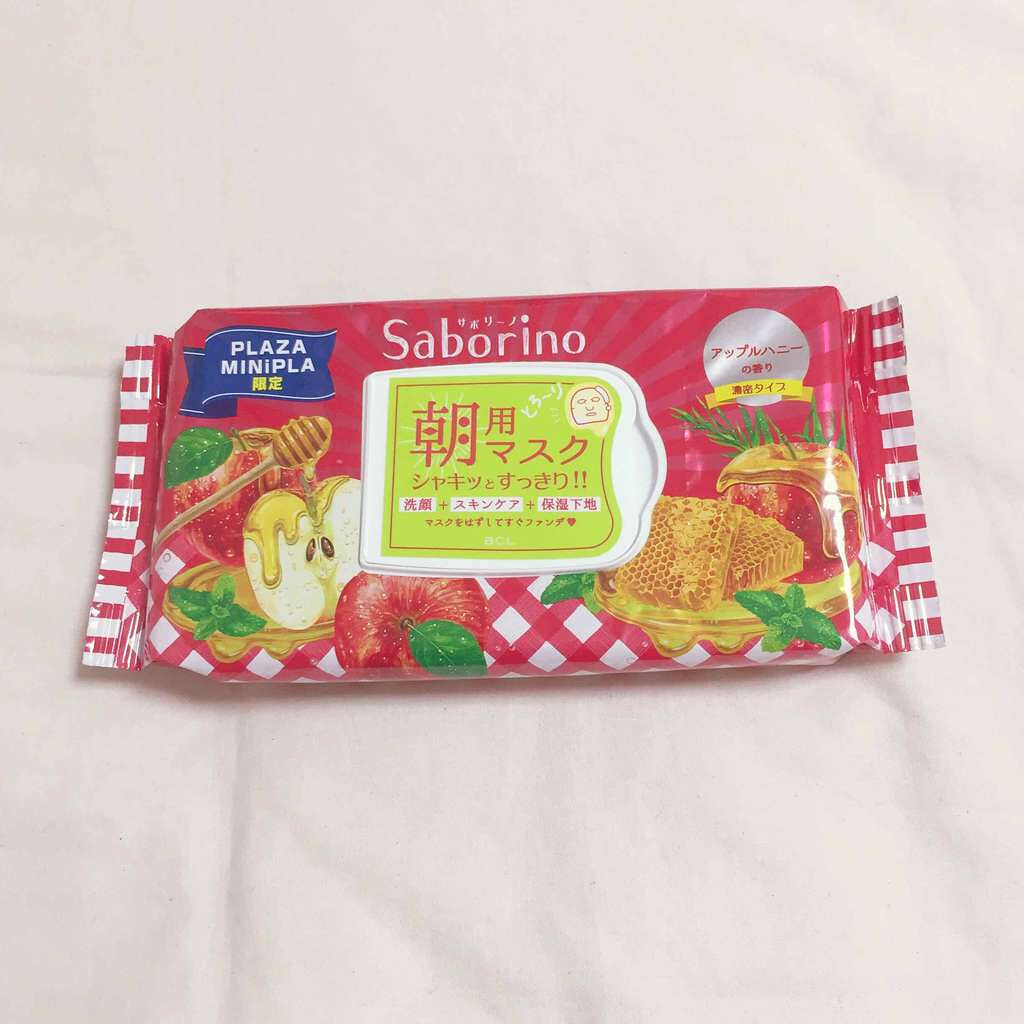 PLAZA
MINiPLA
限定
サボリーノ
Saborino
アップルハニー
の香り
濃密タイプ
とろ〜り
朝用
マスク
シャキッとすっきり!!
洗顔+スキンケア+保湿下地
マスクをはずしてすぐファンデ♥
BCL